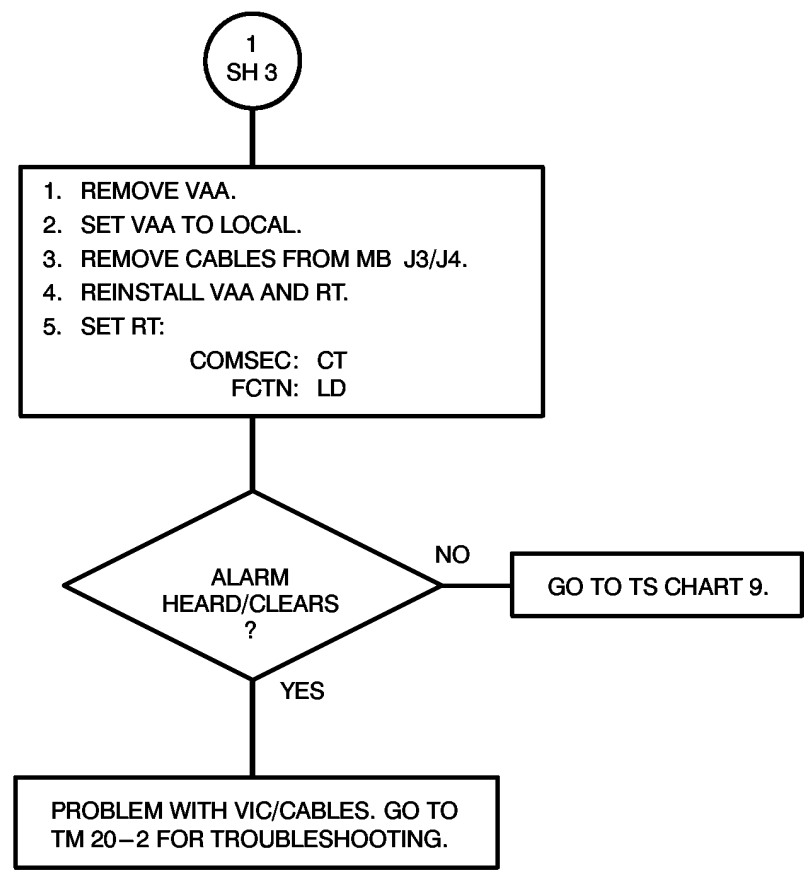 1
SH 3
1. REMOVE VAA.
2. SET VAA TO LOCAL.
3. REMOVE CABLES FROM MB J3/J4.
4. REINSTALL VAA AND RT.
5. SET RT:
COMSEC: CT
FCTN: LD
ALARM
HEARD/CLEARS
?
NO
GO TO TS CHART 9.
YES
PROBLEM WITH VIC/CABLES. GO TO
TM 20–2 FOR TROUBLESHOOTING.